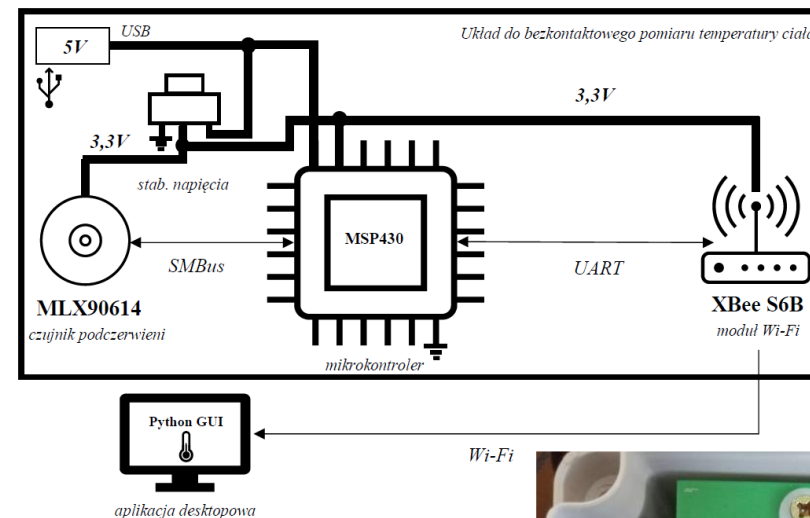 USB
Układ do bezkontaktowego pomiaru temperatury ciała
5V
3,3V
3,3V
stab. napięcia
MSP430
SMBus
UART
MLX90614
czujnik podczerwieni
XBee S6B
moduł Wi-Fi
mikrokontroler
Python GUI
Wi-Fi
aplikacja desktopowa